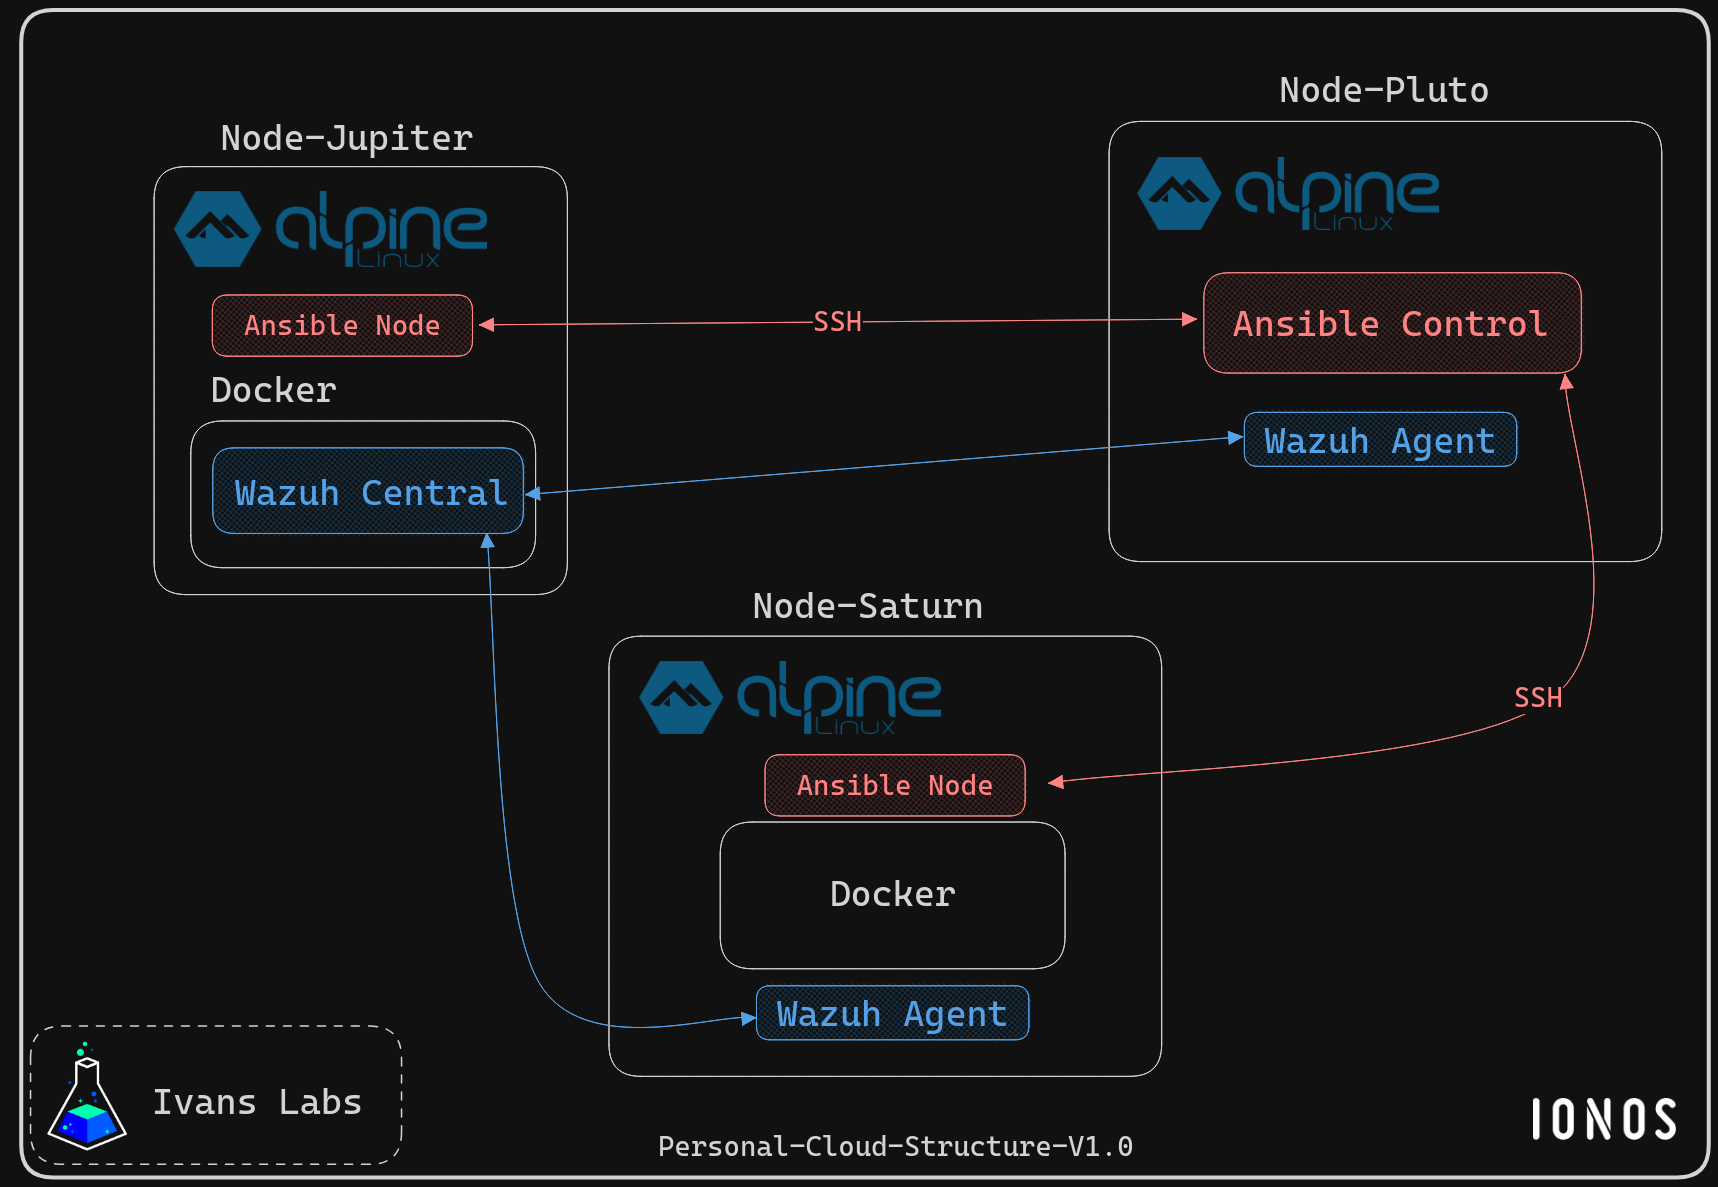 Node-Pluto
Node-Jupiter
alpine
Linux
alpine
Linux
Ansible Node
SSH
Ansible Control
Docker
Wazuh Agent
Wazuh Central
Node-Saturn
alpine
Linux
SSH
Ansible Node
Docker
Wazuh Agent
Ivans Labs
IONOS
Personal-Cloud-Structure-V1.0